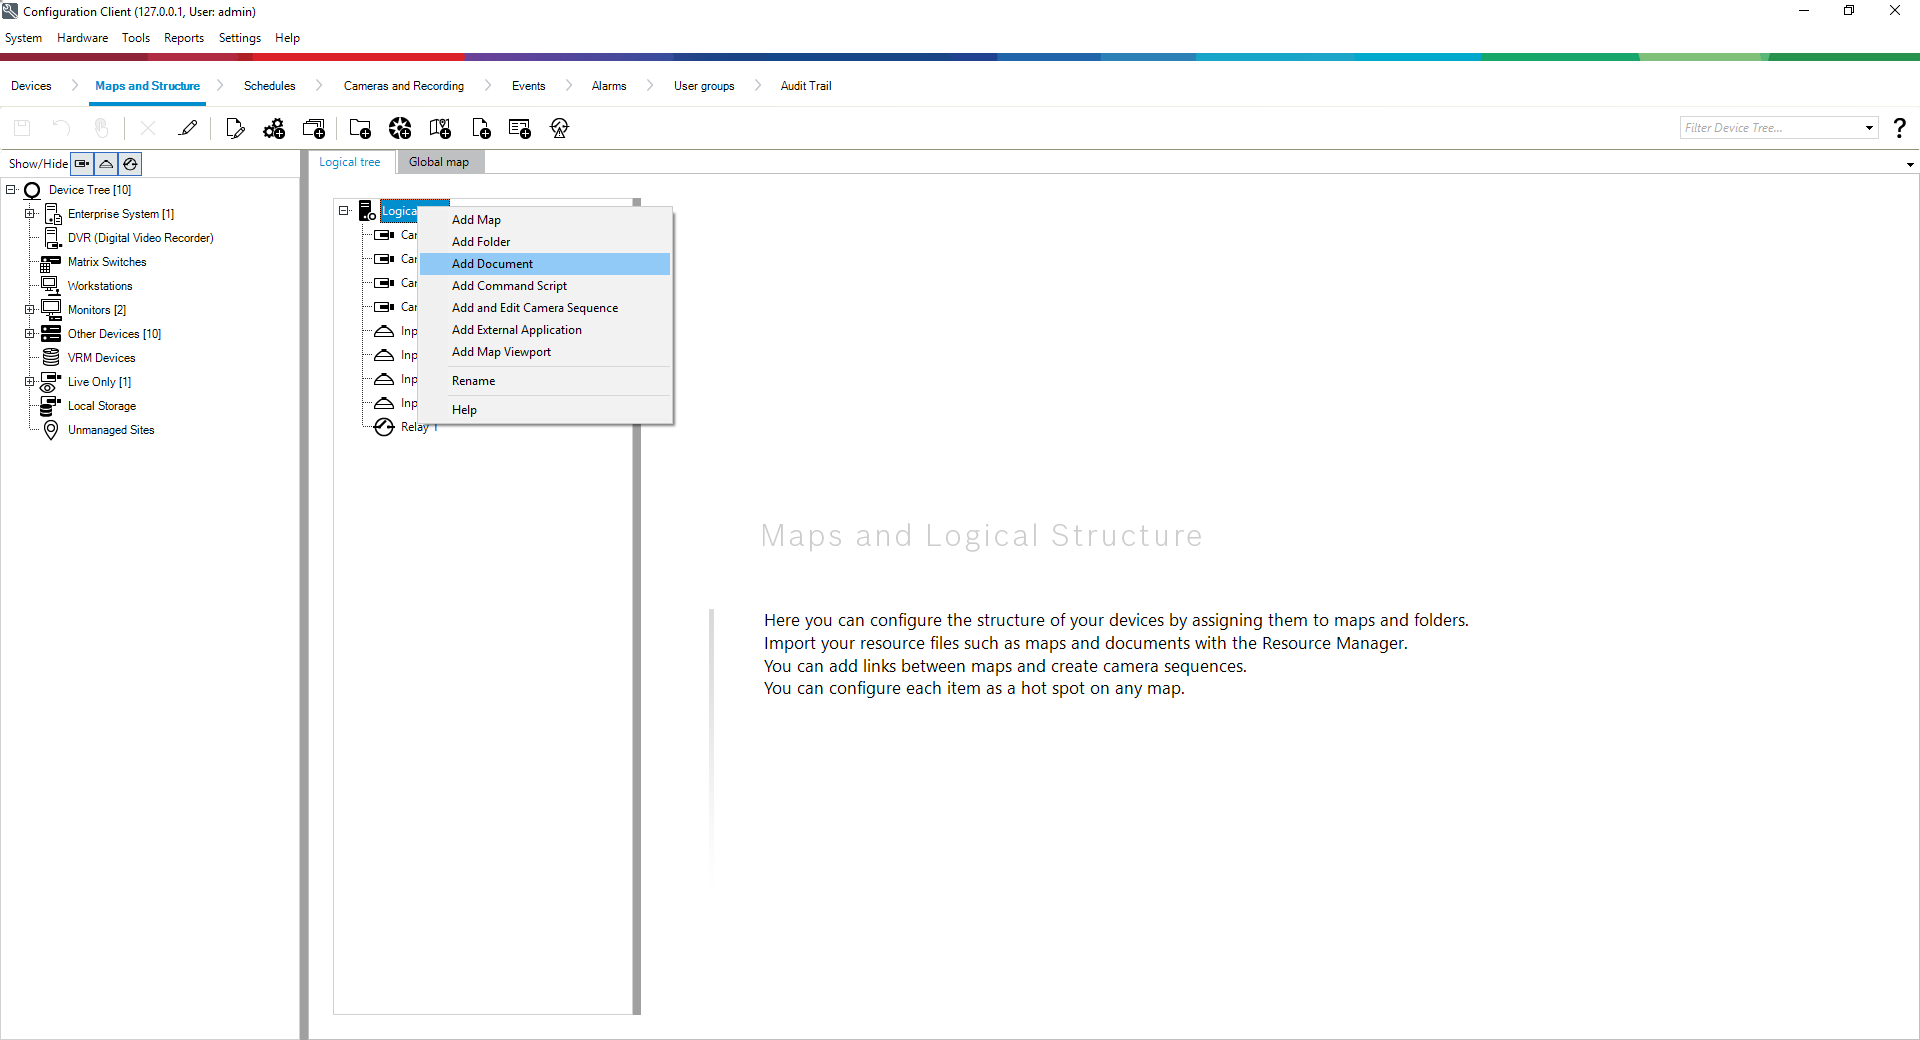 Configuration Client (127.0.0.1, User: admin)
System Hardware Tools Reports Settings Help
Devices Maps and Structure Schedules Cameras and Recording Events Alarms User groups Audit Trail
Filter Device Tree... ?
Show/Hide
Logical tree Global map
Device Tree [10]
Enterprise System [1]
DVR (Digital Video Recorder)
Matrix Switches
Workstations
Monitors [2]
Other Devices [10]
VRM Devices
Live Only [1]
Local Storage
Unmanaged Sites
Logica
Car
Car
Car
Car
Inp
Inp
Inp
Inp
Relay 1
Add Map
Add Folder
Add Document
Add Command Script
Add and Edit Camera Sequence
Add External Application
Add Map Viewport
Rename
Help
Maps and Logical Structure
Here you can configure the structure of your devices by assigning them to maps and folders.
Import your resource files such as maps and documents with the Resource Manager.
You can add links between maps and create camera sequences.
You can configure each item as a hot spot on any map.